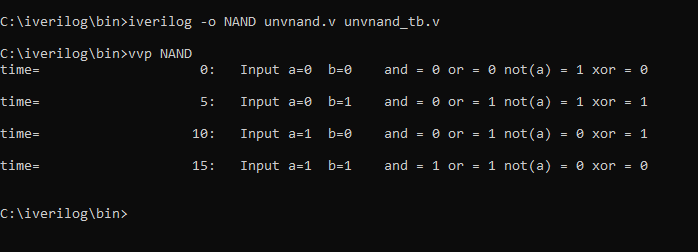 C:\iverilog\bin>iverilog -o NAND unvnand.v unvnand_tb.v
C:\iverilog\bin>vvp NAND
time=                   0:   Input a=0  b=0    and = 0 or = 0 not(a) = 1 xor = 0
time=                   5:   Input a=0  b=1    and = 0 or = 1 not(a) = 1 xor = 1
time=                  10:   Input a=1  b=0    and = 0 or = 1 not(a) = 0 xor = 1
time=                  15:   Input a=1  b=1    and = 1 or = 1 not(a) = 0 xor = 0
C:\iverilog\bin>